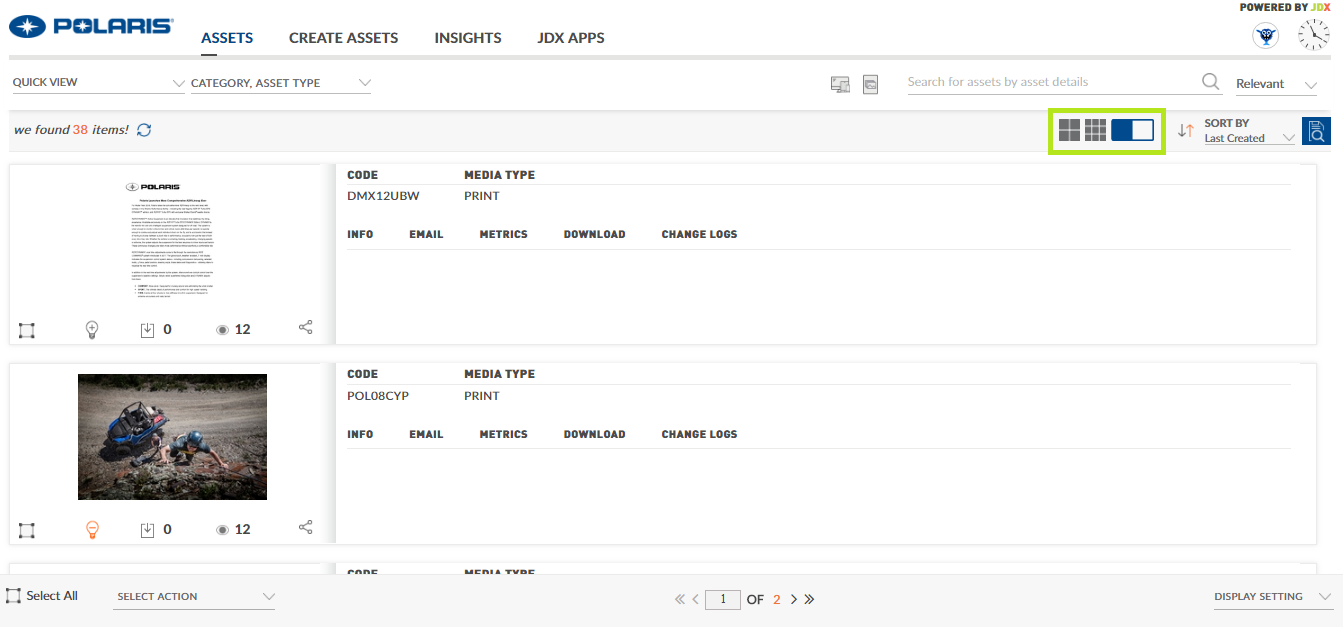 POWERED BY JDX
POLARIS
ASSETS
CREATE ASSETS
INSIGHTS
JDX APPS
QUICK VIEW
CATEGORY, ASSET TYPE
Search for assets by asset details
Relevant
we found 38 items!
SORT BY
Last Created
POLARIS
CODE
MEDIA TYPE
DMX12UBW
PRINT
INFO
EMAIL
METRICS
DOWNLOAD
CHANGE LOGS
0
12
CODE
MEDIA TYPE
POL08CYP
PRINT
INFO
EMAIL
METRICS
DOWNLOAD
CHANGE LOGS
0
12
CODE
MEDIA TYPE
Select All
SELECT ACTION
1 OF 2
DISPLAY SETTING